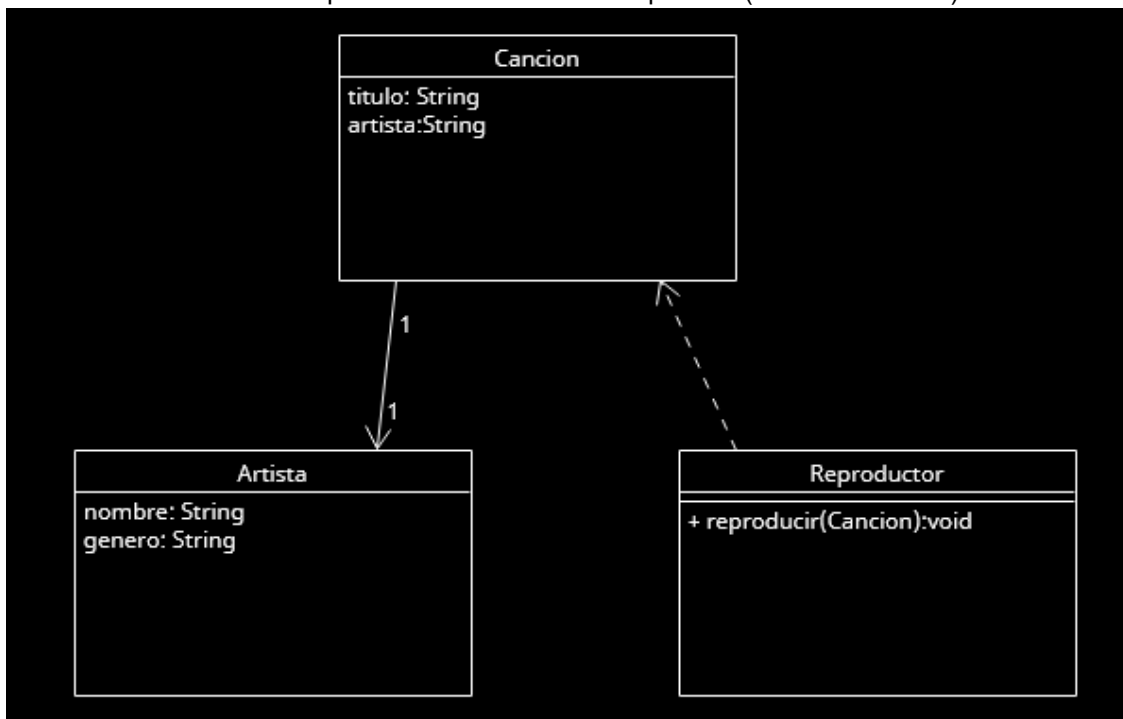 Cancion
titulo: String
artista:String
1
1
Artista
nombre: String
genero: String
Reproductor
+ reproducir(Cancion):void